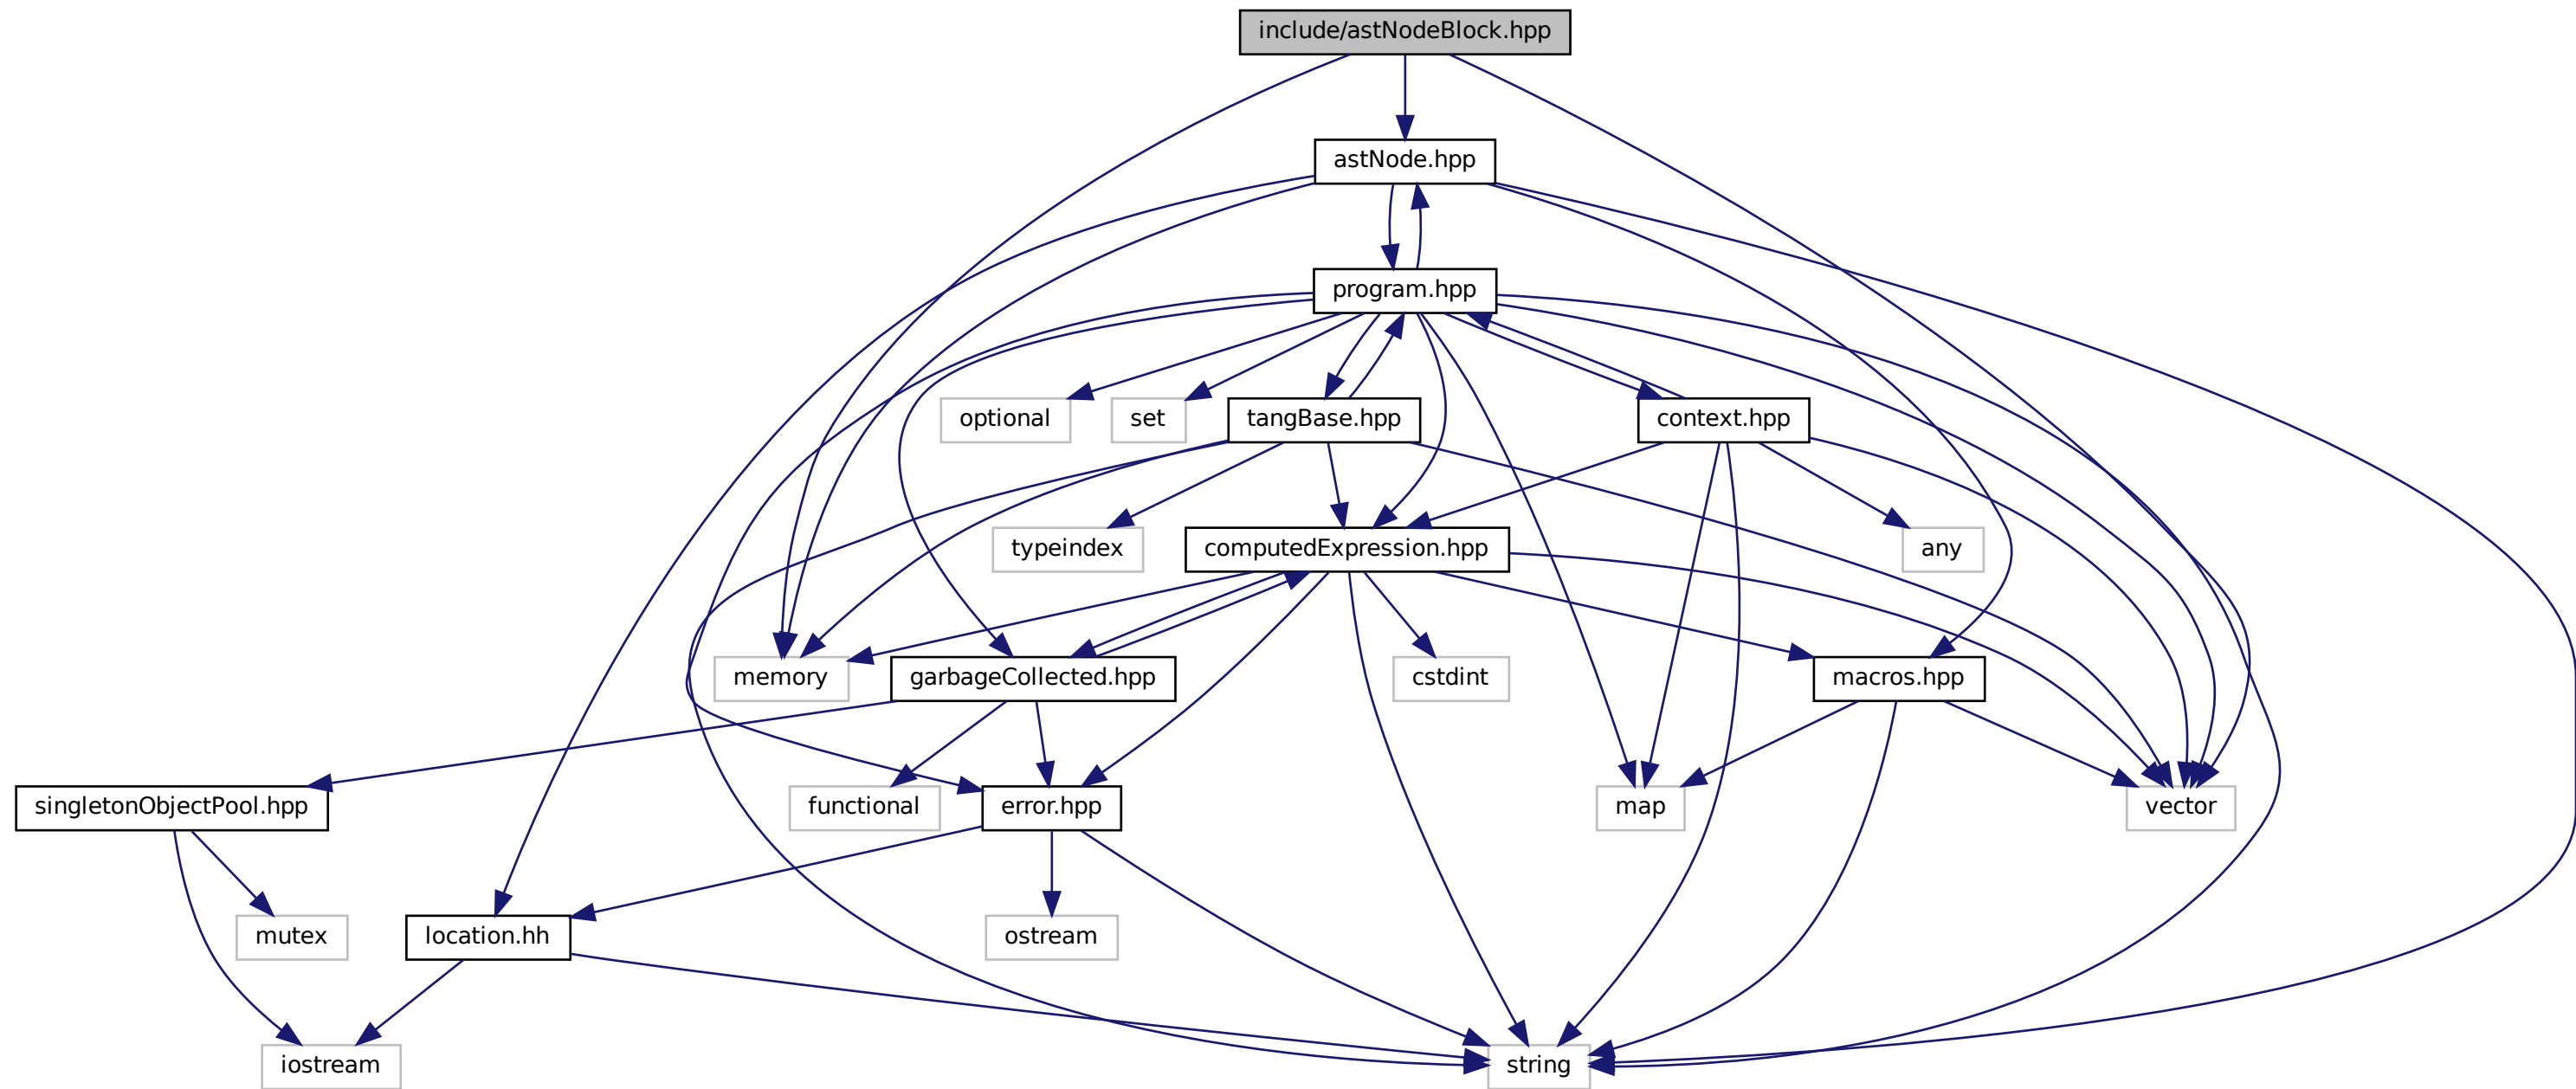 include/astNodeBlock.hpp
astNode.hpp
program.hpp
optional
set
tangBase.hpp
context.hpp
typeindex
computedExpression.hpp
any
memory
garbageCollected.hpp
cstdint
macros.hpp
singletonObjectPool.hpp
functional
error.hpp
map
vector
mutex
location.hh
ostream
iostream
string